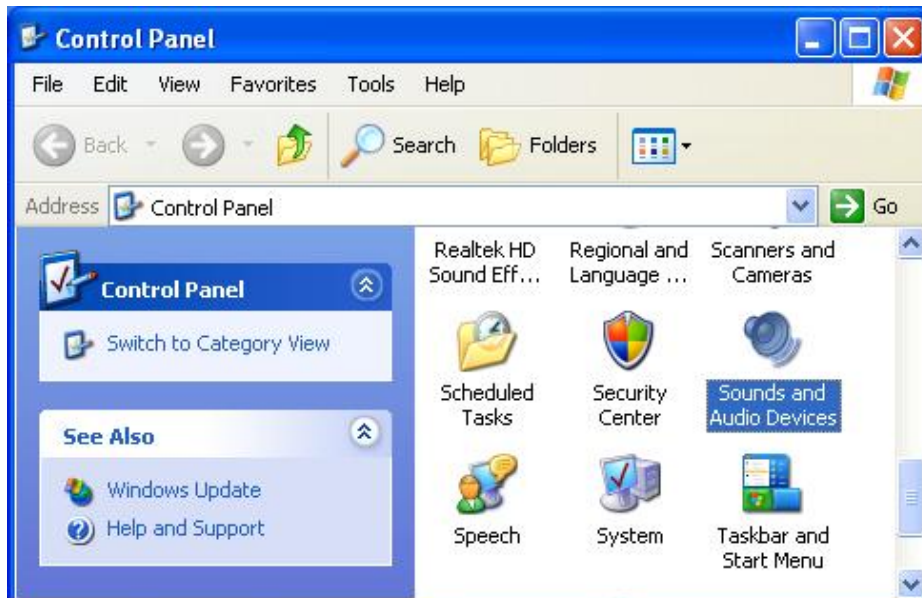 Control Panel
File Edit View Favorites Tools Help
Back Search Folders
Address Control Panel Go
Control Panel
Switch to Category View
See Also
Windows Update
Help and Support
Realtek HD
Sound Eff...
Regional and
Language ...
Scanners and
Cameras
Scheduled
Tasks
Security
Center
Sounds and
Audio Devices
Speech
System
Taskbar and
Start Menu